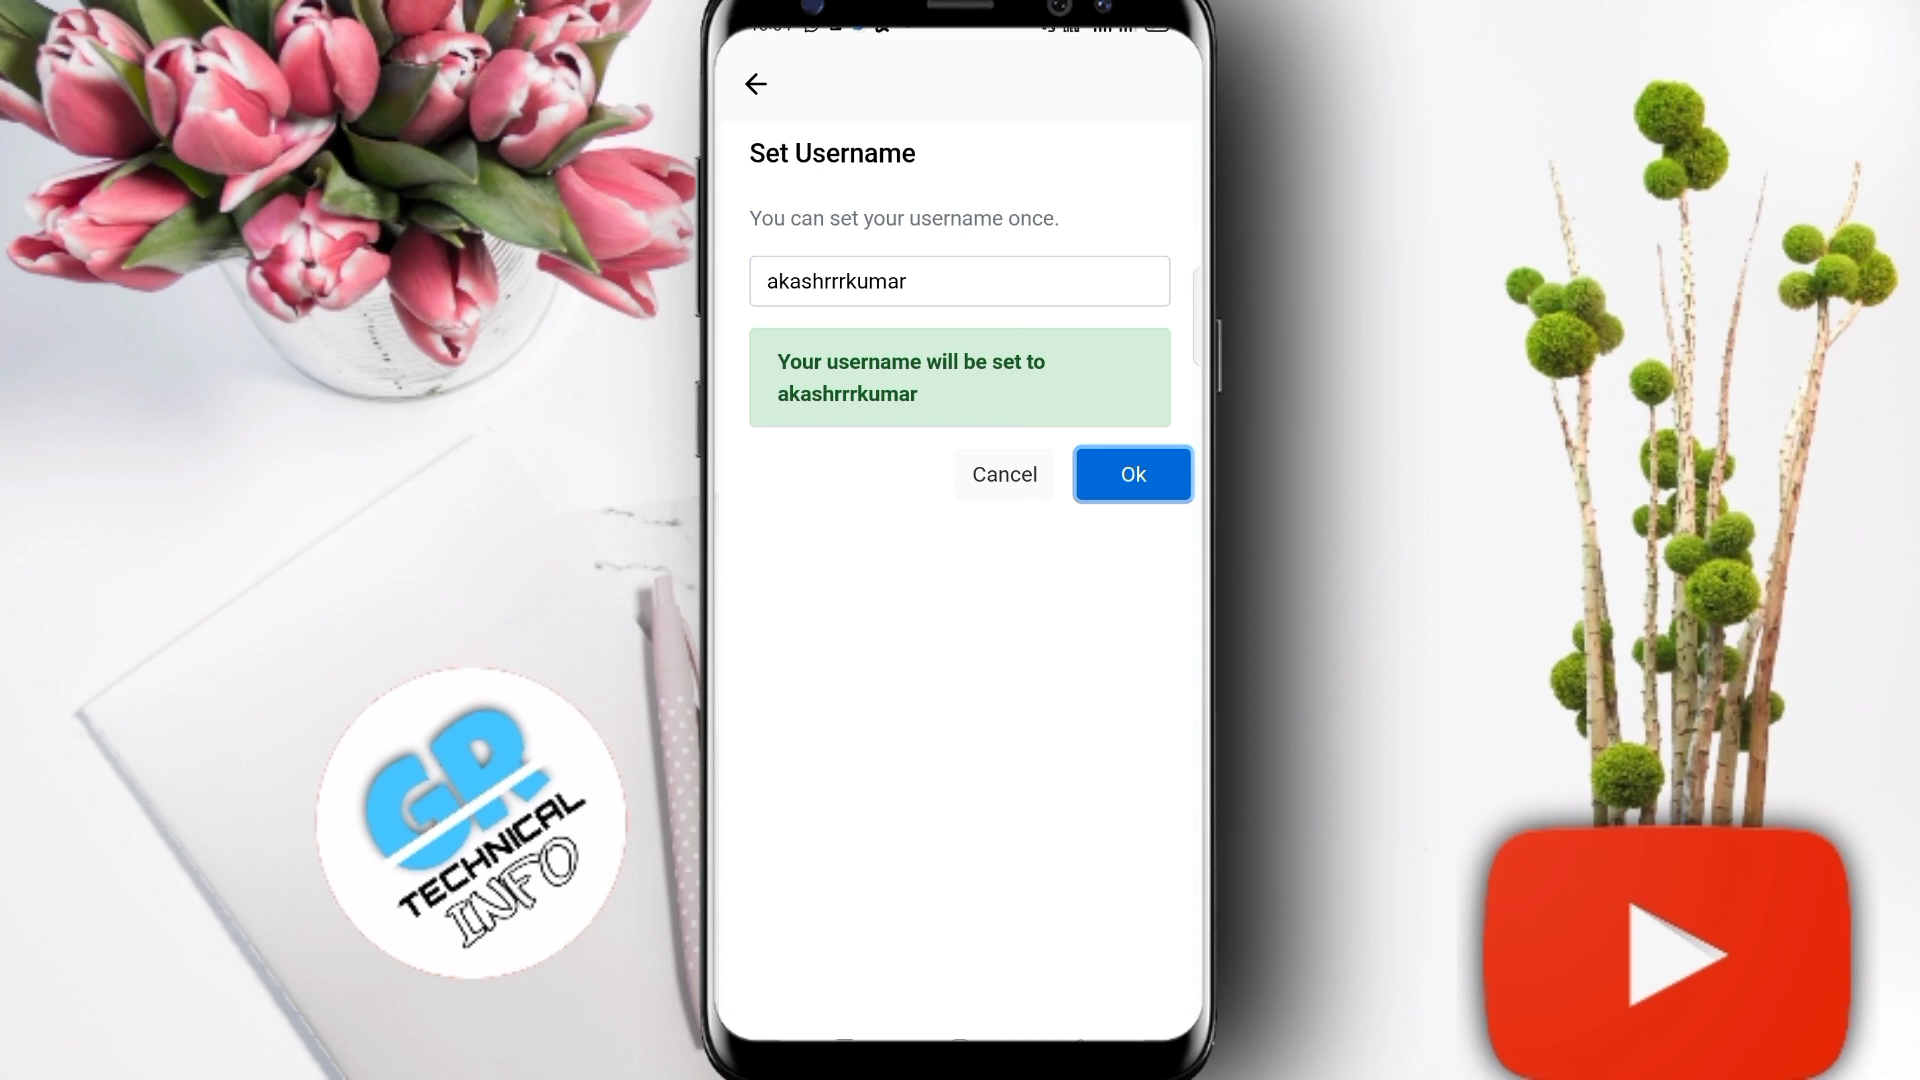 Set Username
You can set your username once.
akashrrrkumar
Your username will be set to
akashrrrkumar
Cancel
Ok
GR
TECHNICAL
INFO